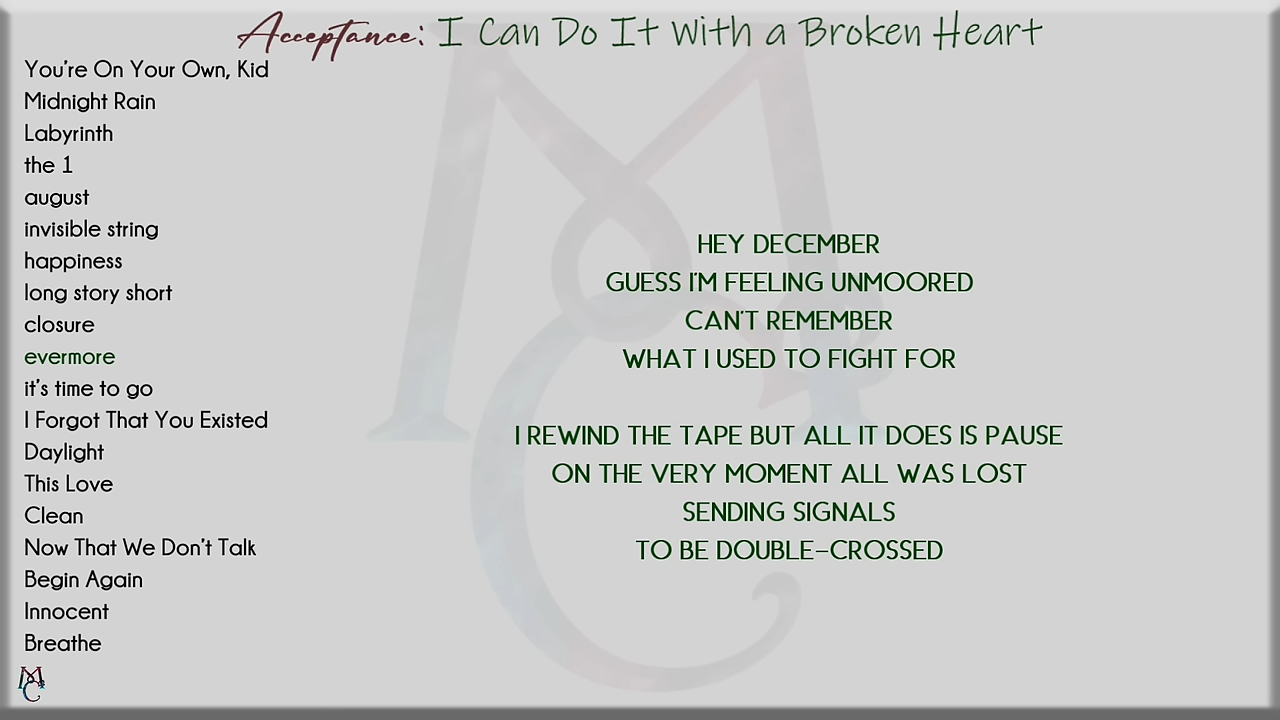 Acceptance: I Can Do It With a Broken Heart
You're On Your Own, Kid
Midnight Rain
Labyrinth
the 1
august
invisible string
happiness
long story short
closure
evermore
it's time to go
I Forgot That You Existed
Daylight
This Love
Clean
Now That We Don't Talk
Begin Again
Innocent
Breathe
HEY DECEMBER
GUESS I'M FEELING UNMOORED
CAN'T REMEMBER
WHAT I USED TO FIGHT FOR
I REWIND THE TAPE BUT ALL IT DOES IS PAUSE
ON THE VERY MOMENT ALL WAS LOST
SENDING SIGNALS
TO BE DOUBLE-CROSSED
MC